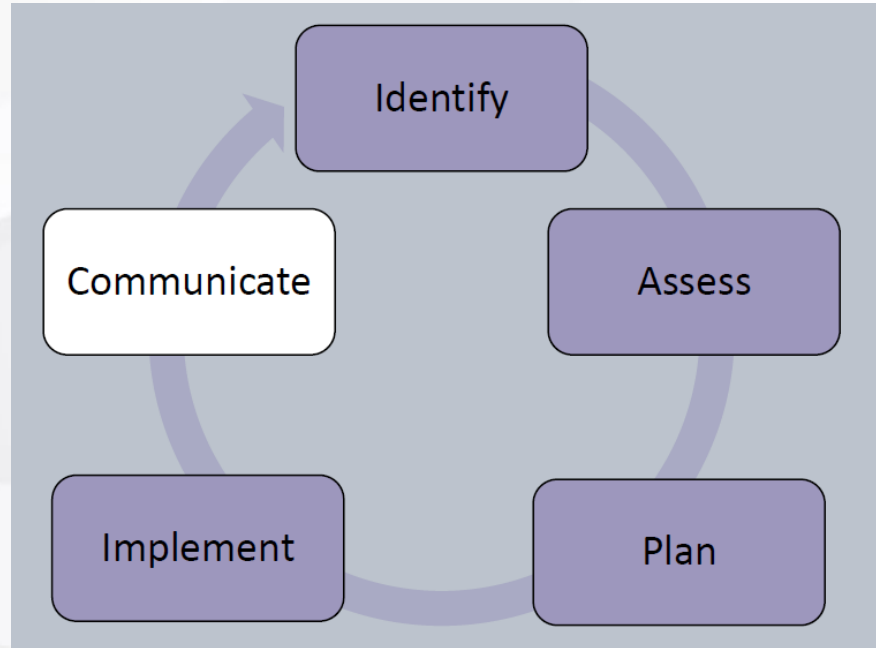 Identify
Assess
Plan
Implement
Communicate